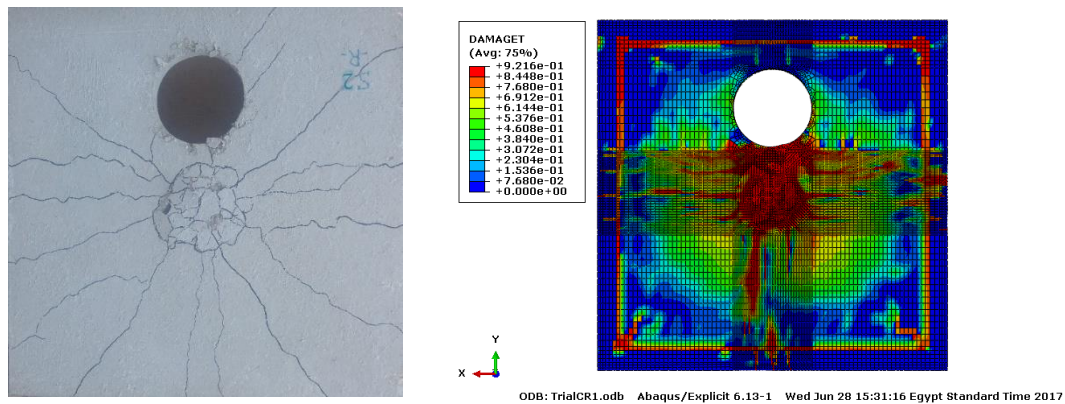 S2
R.
DAMAGET
(Avg: 75%)
+9.216e-01
+8.448e-01
+7.680e-01
+6.912e-01
+6.144e-01
+5.376e-01
+4.608e-01
+3.840e-01
+3.072e-01
+2.304e-01
+1.536e-01
+7.680e-02
+0.000e+00
Y
X
ODB: TrialCR1.odb Abaqus/Explicit 6.13-1 Wed Jun 28 15:31:16 Egypt Standard Time 2017